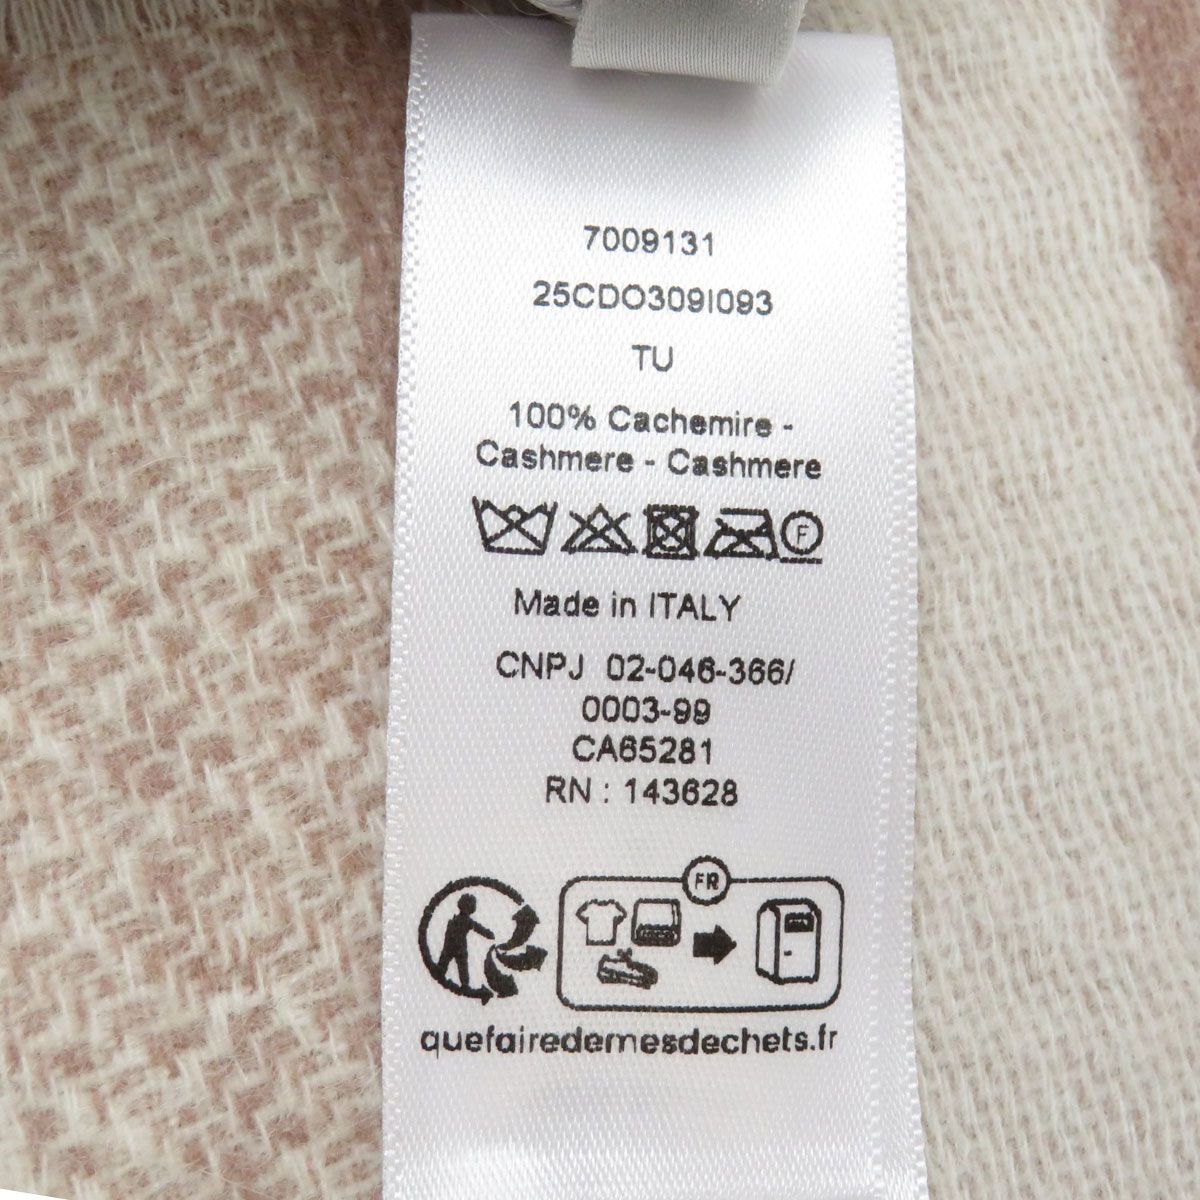 7009131
25CDO309I093
TU
100% Cachemire -
Cashmere - Cashmere
F
Made in ITALY
CNPJ 02-046-366/
0003-99
CA65281
RN : 143628
FR
quefairedemesdechets.fr